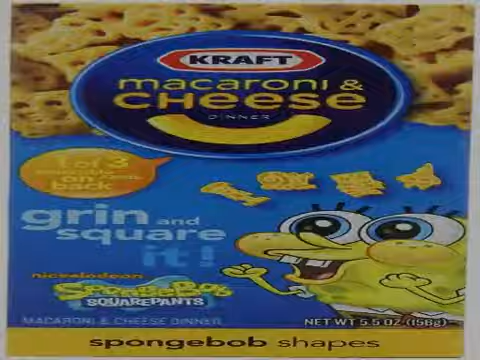 KRAFT
macaroni &
cheese
DINNER
1 of 3
on
back
grin and
square
it!
nickelodeon
SpongeBob
SQUAREPANTS
MACARONI & CHEESE DINNER
NET WT 5.5 OZ (156g)
spongebob shapes